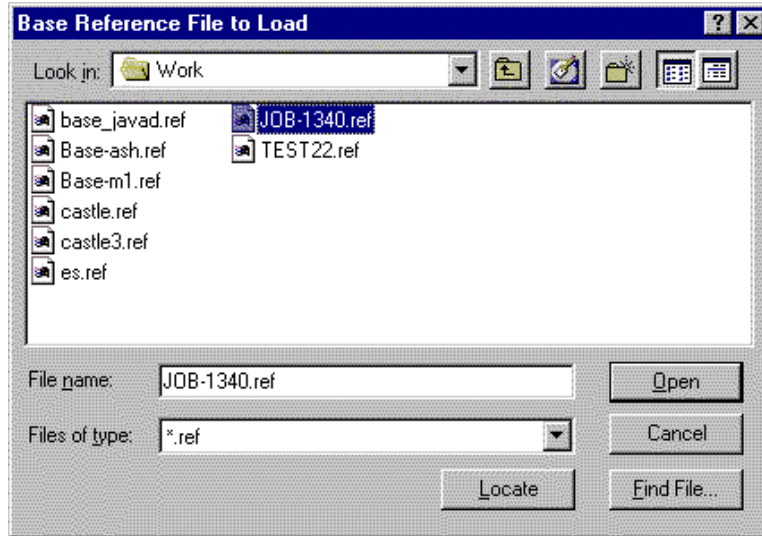 Base Reference File to Load
Look in: Work
base_javad.ref JOB-1340.ref
Base-ash.ref TEST22.ref
Base-m1.ref
castle.ref
castle3.ref
es.ref
File name: JOB-1340.ref Open
Files of type: *.ref Cancel
Locate Find File...